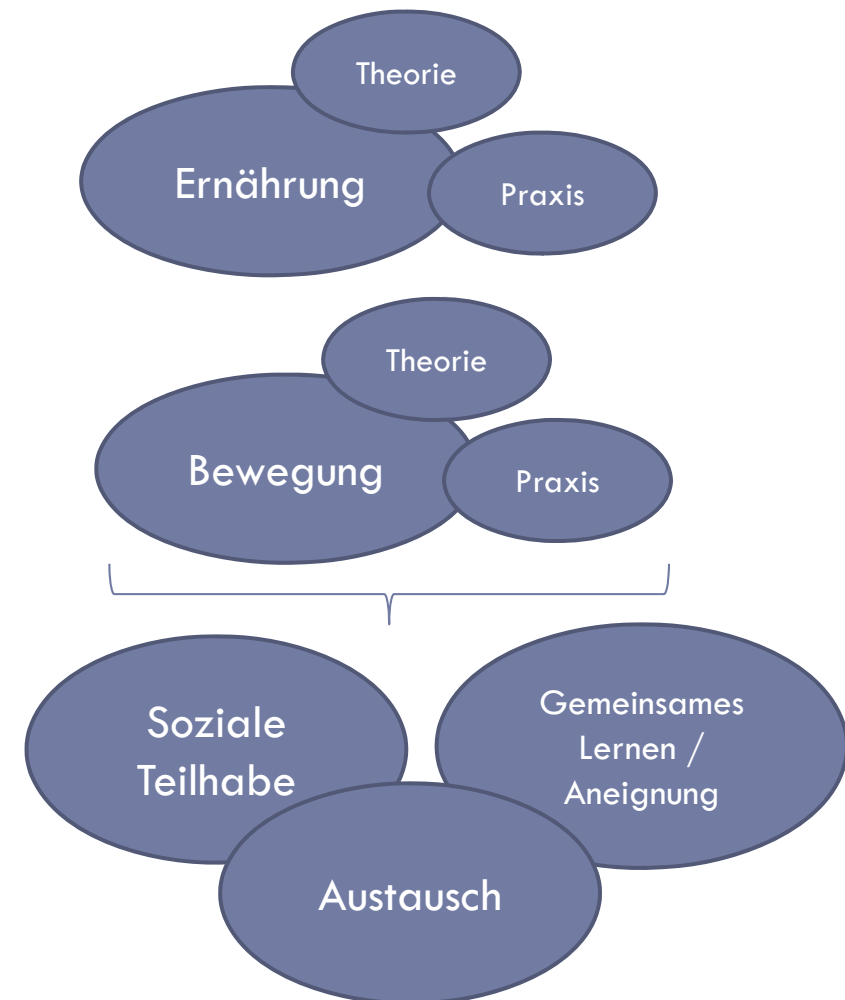 Theorie
Ernährung
Praxis
Theorie
Bewegung
Praxis
Soziale
Teilhabe
Gemeinsames
Lernen /
Aneignung
Austausch